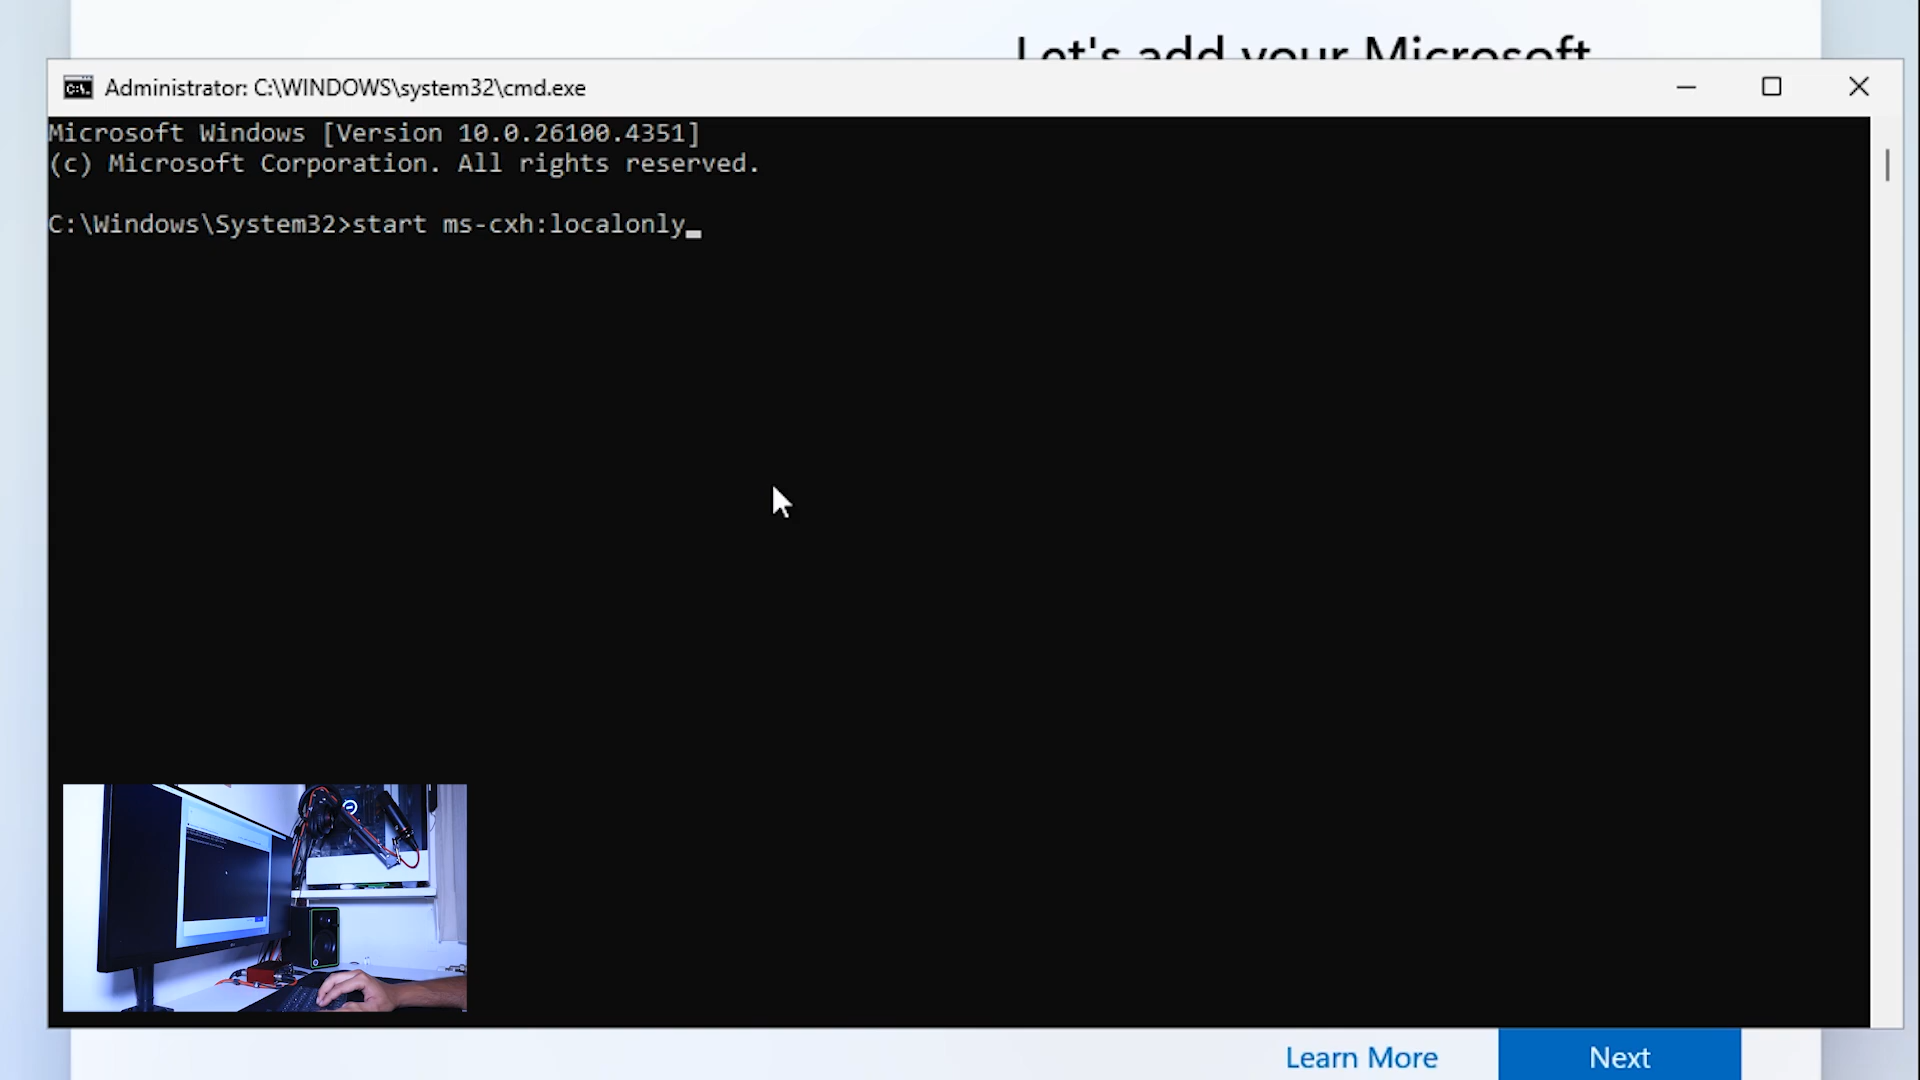 Let's add your Microsoft
Administrator: C:\WINDOWS\system32\cmd.exe
Microsoft Windows [Version 10.0.26100.4351]
(c) Microsoft Corporation. All rights reserved.
C:\Windows\System32>start ms-cxh:localonly
Learn More
Next